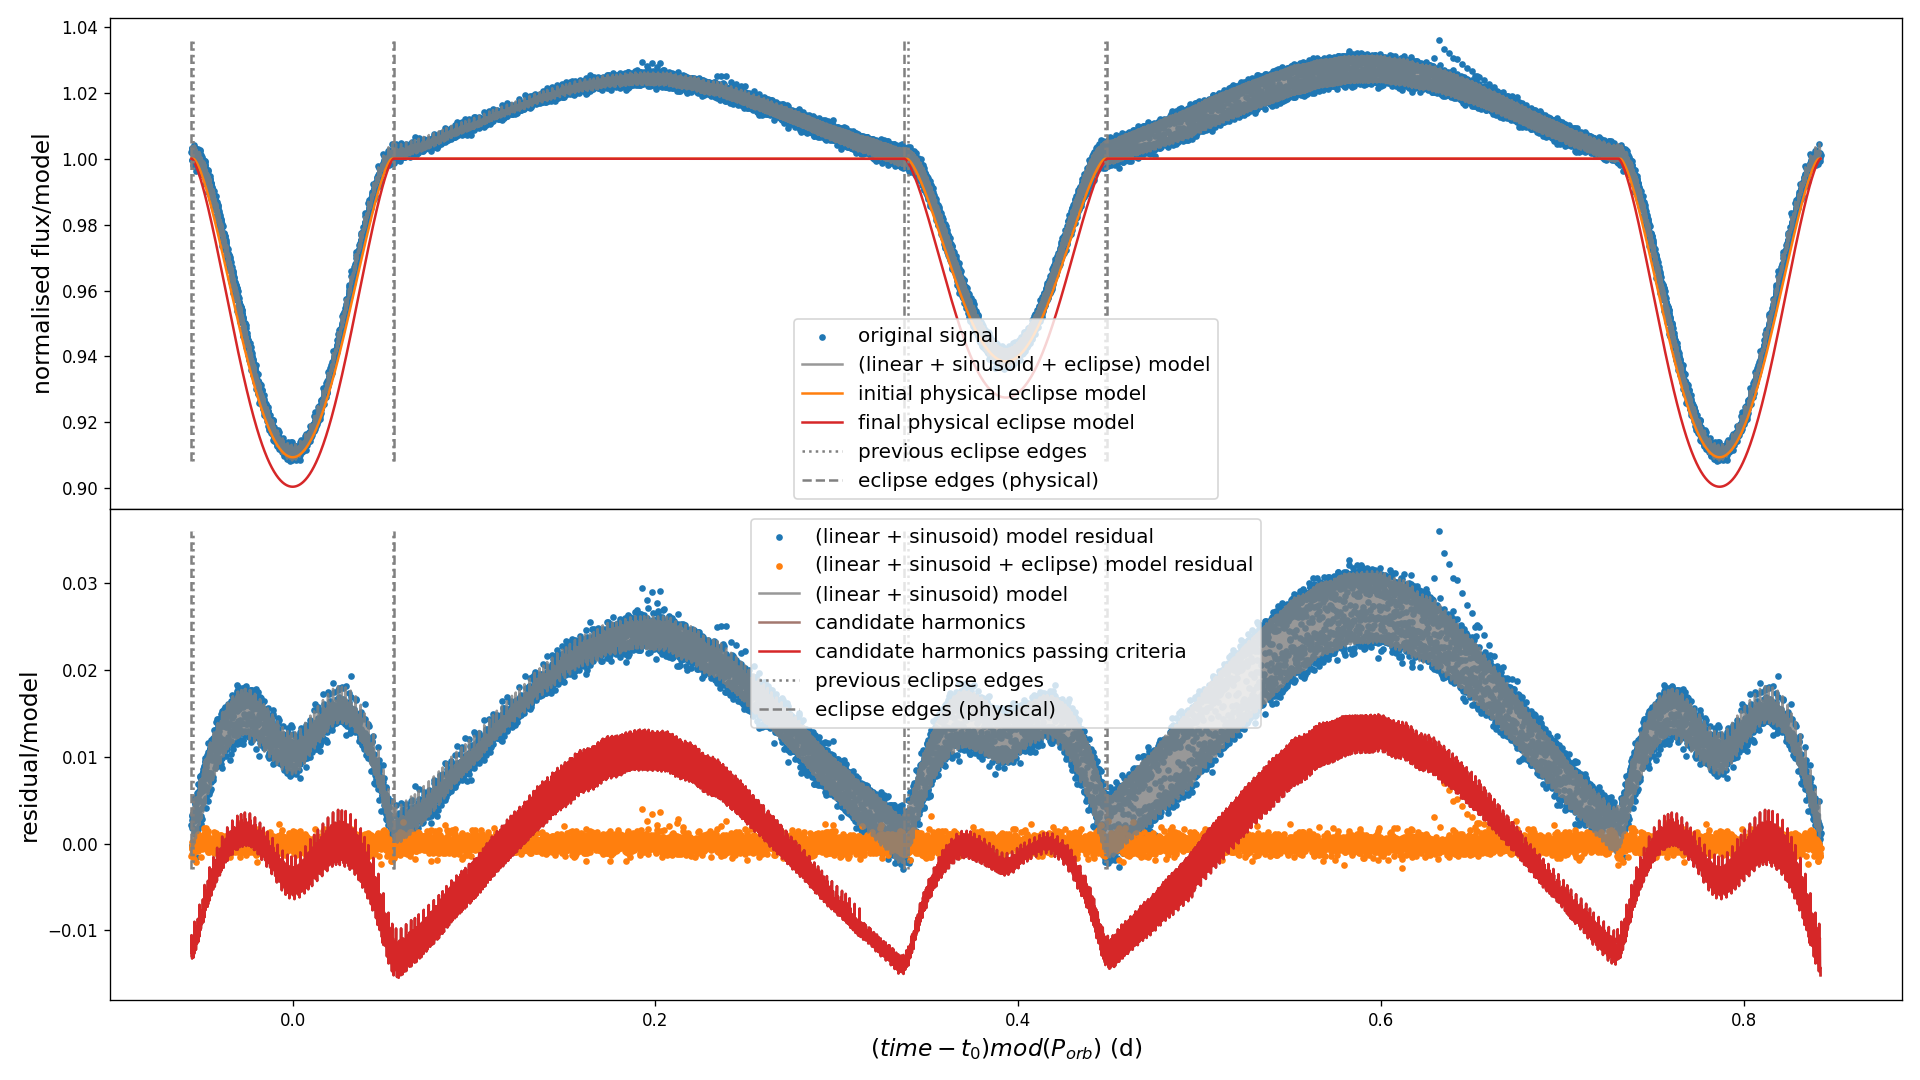 1.04
1.02
1.00
0.98
0.96
0.94
0.92
0.90
normalised flux/model
original signal
(linear + sinusoid + eclipse) model
initial physical eclipse model
final physical eclipse model
previous eclipse edges
eclipse edges (physical)
0.03
0.02
0.01
0.00
−0.01
residual/model
(linear + sinusoid) model residual
(linear + sinusoid + eclipse) model residual
(linear + sinusoid) model
candidate harmonics
candidate harmonics passing criteria
previous eclipse edges
eclipse edges (physical)
0.0 0.2 0.4 0.6 0.8
(time − t₀)mod(P_orb) (d)